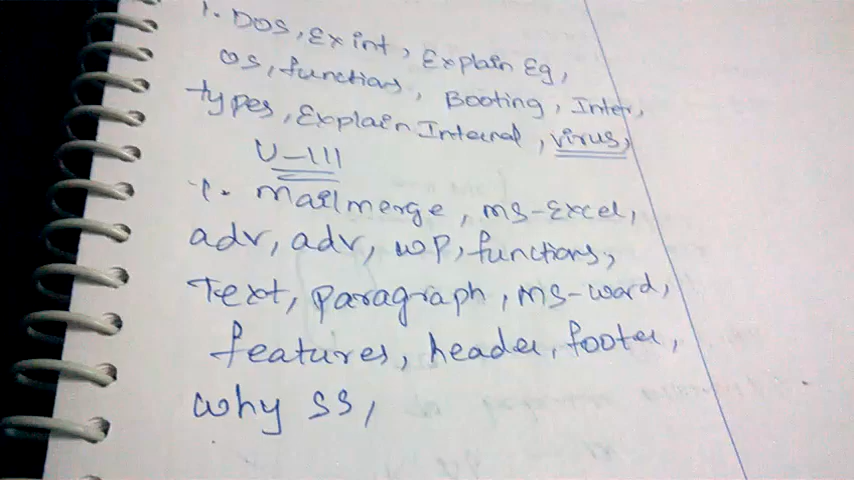 1. DOS, Ex int, Explain Eg,
OS, functions, Booting, Inter,
types, Explain Internal, virus,
U-III
1. Mailmerge, MS-Excel,
adv, adv, WP, functions,
Text, paragraph, MS-word,
features, header, footer,
why SS,